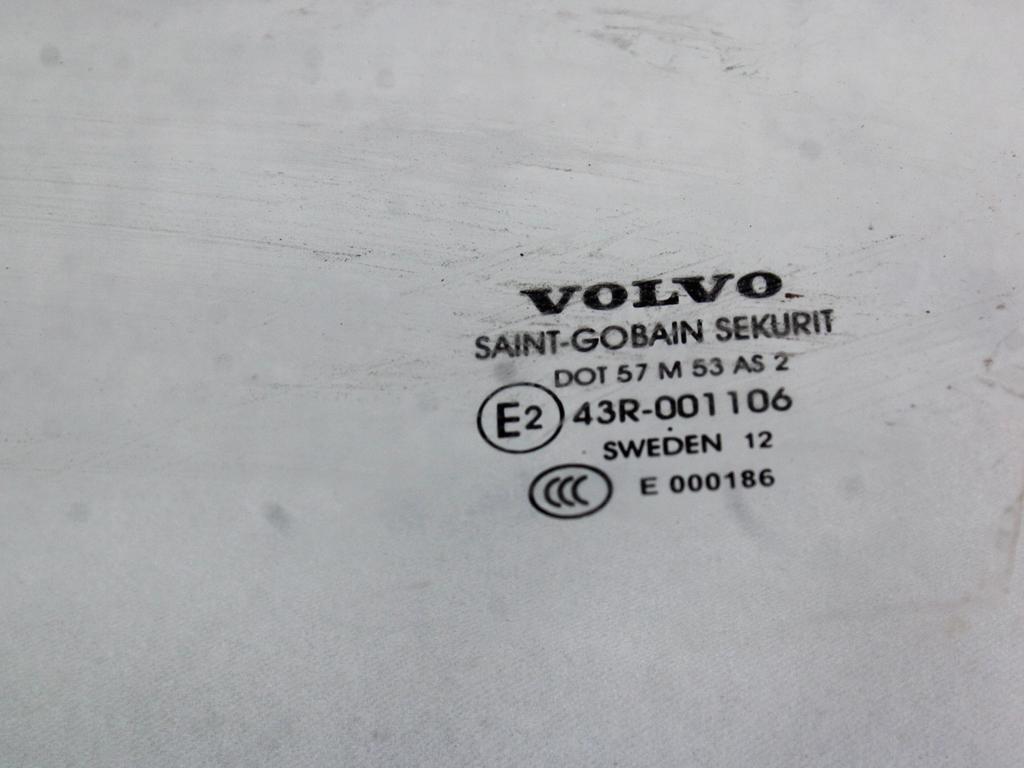 VOLVO
SAINT-GOBAIN SEKURIT
DOT 57 M 53 AS 2
E2 43R-001106
SWEDEN 12
CCC E 000186